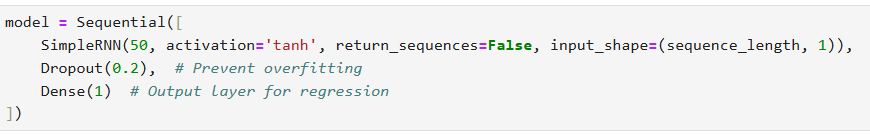 model = Sequential([
    SimpleRNN(50, activation='tanh', return_sequences=False, input_shape=(sequence_length, 1)),
    Dropout(0.2),  # Prevent overfitting
    Dense(1)  # Output layer for regression
])